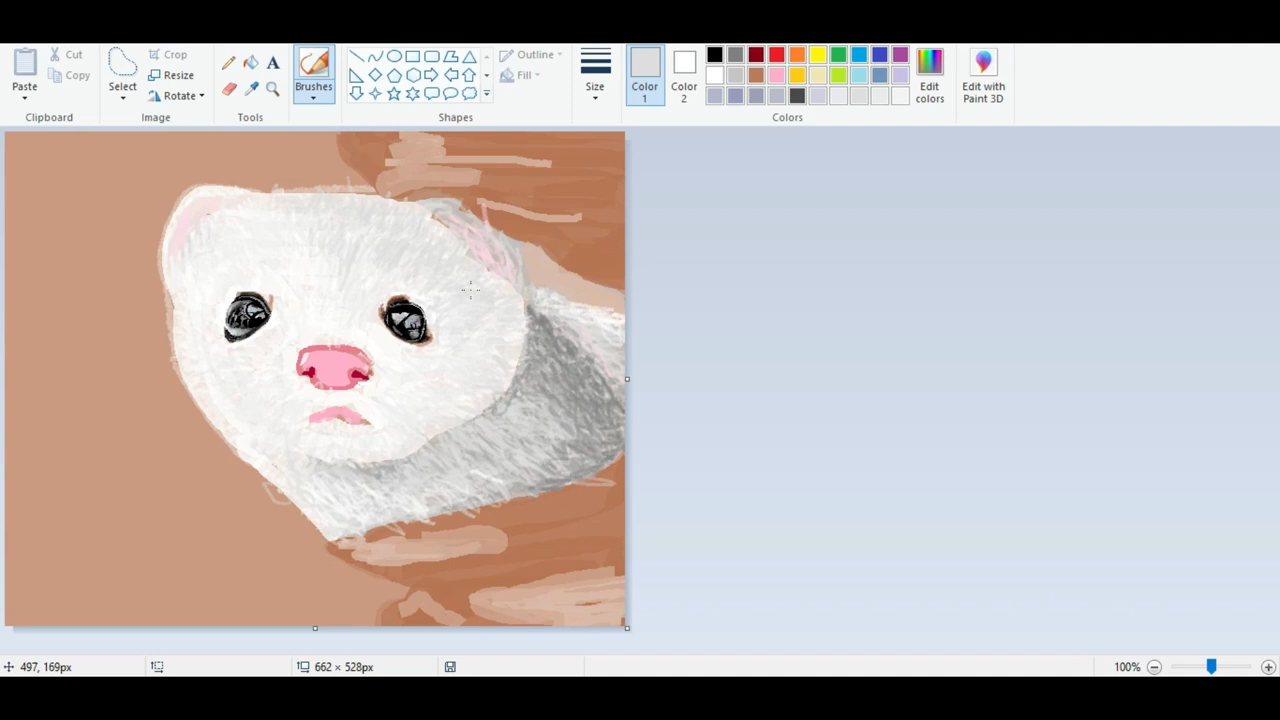 Cut
Copy
Paste
Clipboard
Crop
Resize
Rotate
Select
Image
A
Tools
Brushes
Outline
Fill
Shapes
Size
Color 1
Color 2
Edit colors
Colors
Edit with Paint 3D
497, 169px
662 × 528px
100%